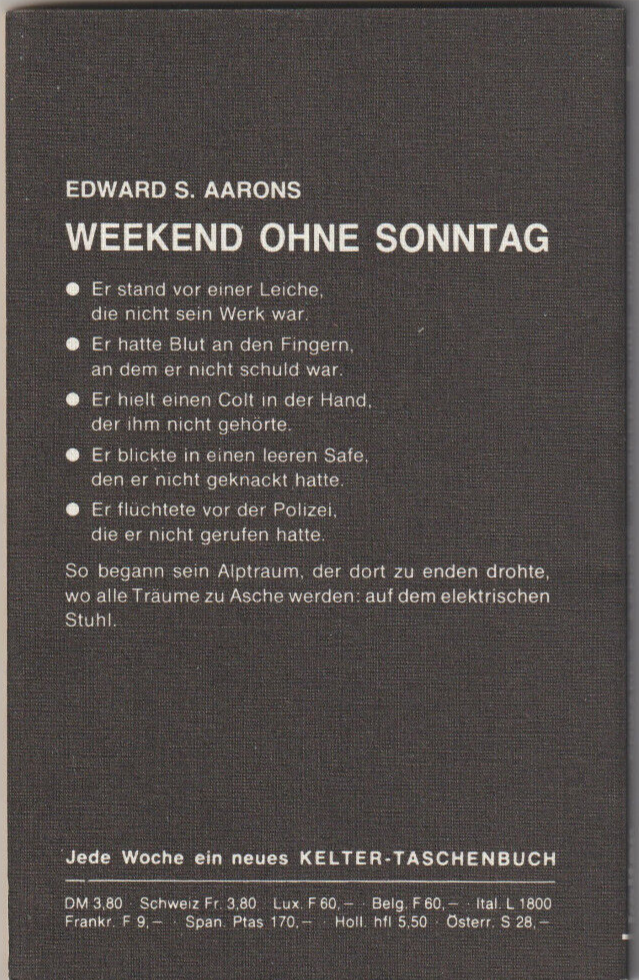 EDWARD S. AARONS
WEEKEND OHNE SONNTAG
● Er stand vor einer Leiche,
die nicht sein Werk war.
● Er hatte Blut an den Fingern,
an dem er nicht schuld war.
● Er hielt einen Colt in der Hand,
der ihm nicht gehörte.
● Er blickte in einen leeren Safe,
den er nicht geknackt hatte.
● Er flüchtete vor der Polizei,
die er nicht gerufen hatte.
So begann sein Alptraum, der dort zu enden drohte,
wo alle Träume zu Asche werden: auf dem elektrischen
Stuhl.
Jede Woche ein neues KELTER-TASCHENBUCH
DM 3,80 · Schweiz Fr. 3,80 Lux. F 60,– · Belg. F 60,– · Ital. L 1800
Frankr. F 9,– · Span. Ptas 170,– · Holl. hfl 5,50 · Österr. S 28,–